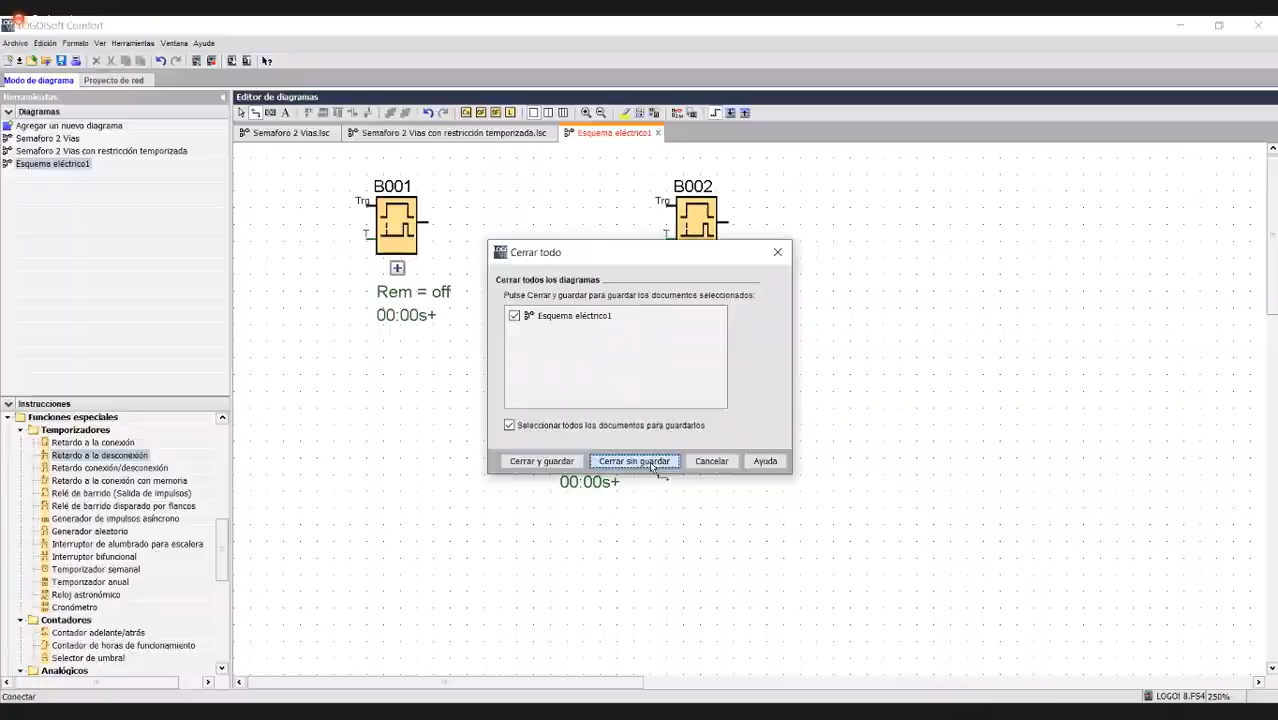 LOGO!Soft Comfort
Archivo Edición Formato Ver Herramientas Ventana Ayuda
Modo de diagrama Proyecto de red
Herramientas
Diagramas
Agregar un nuevo diagrama
Semaforo 2 Vias
Semaforo 2 Vias con restricción temporizada
Esquema eléctrico1
Editor de diagramas
Semaforo 2 Vias.lsc Semaforo 2 Vias con restricción temporizada.lsc Esquema eléctrico1
B001
Trg
T
Rem = off
00:00s+
B002
Trg
T
00:00s+
Cerrar todo
Cerrar todos los diagramas
Pulse Cerrar y guardar para guardar los documentos seleccionados:
Esquema eléctrico1
Seleccionar todos los documentos para guardarlos
Cerrar y guardar Cerrar sin guardar Cancelar Ayuda
Instrucciones
Funciones especiales
Temporizadores
Retardo a la conexión
Retardo a la desconexión
Retardo conexión/desconexión
Retardo a la conexión con memoria
Relé de barrido (Salida de impulsos)
Relé de barrido disparado por flancos
Generador de impulsos asíncrono
Generador aleatorio
Interruptor de alumbrado para escalera
Interruptor bifuncional
Temporizador semanal
Temporizador anual
Reloj astronómico
Cronómetro
Contadores
Contador adelante/atrás
Contador de horas de funcionamiento
Selector de umbral
Analógicos
Conectar
LOGO! 8.FS4 250%